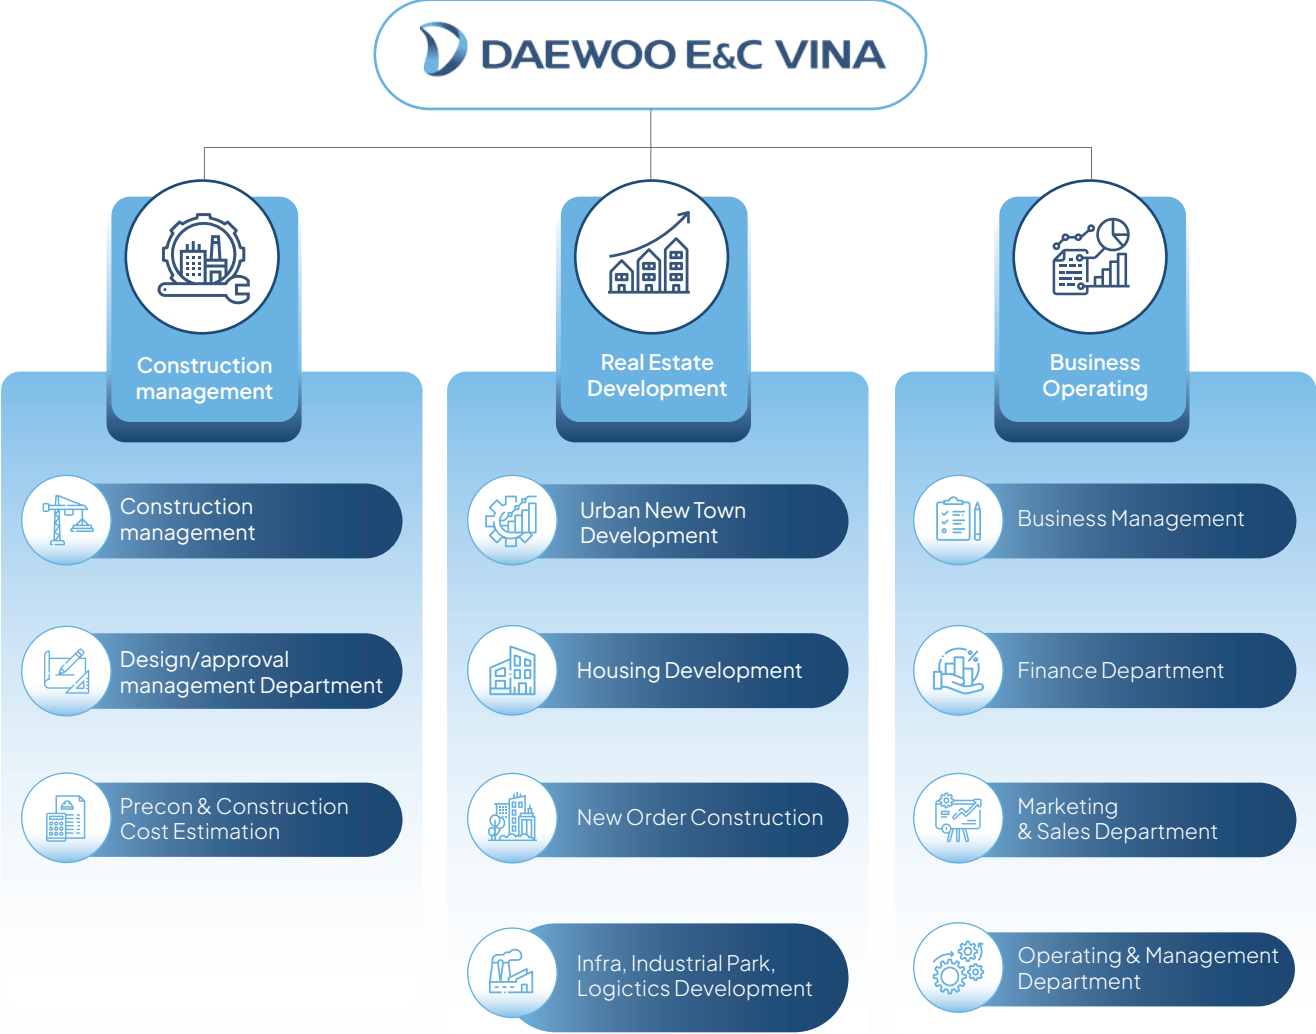 DAEWOO E&C VINA
Construction
management
Construction
management
Design/approval
management Department
Precon & Construction
Cost Estimation
Real Estate
Development
Urban New Town
Development
Housing Development
New Order Construction
Infra, Industrial Park,
Logictics Development
Business
Operating
Business Management
Finance Department
Marketing
& Sales Department
Operating & Management
Department